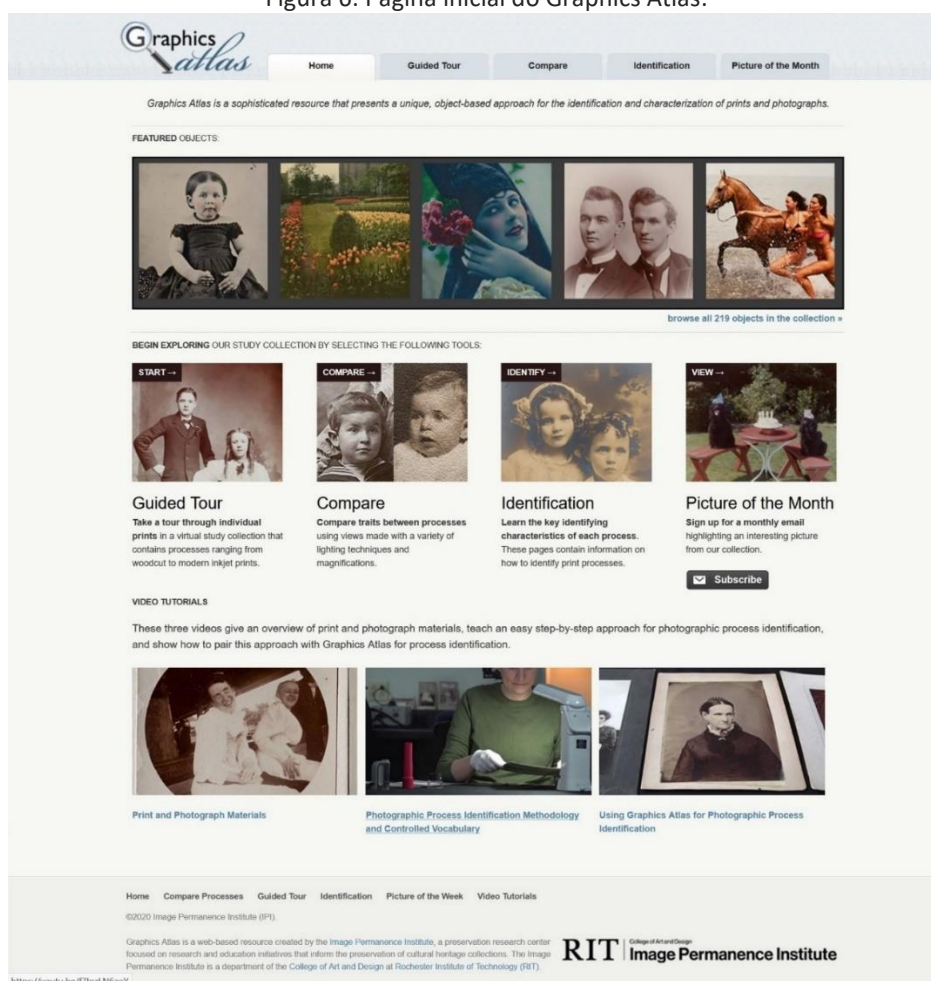 Figura 6: Página inicial do Graphics Atlas.
Graphics
atlas
Home Guided Tour Compare Identification Picture of the Month
Graphics Atlas is a sophisticated resource that presents a unique, object-based approach for the identification and characterization of prints and photographs.
FEATURED OBJECTS:
browse all 219 objects in the collection »
BEGIN EXPLORING OUR STUDY COLLECTION BY SELECTING THE FOLLOWING TOOLS:
START → COMPARE → IDENTIFY → VIEW →
Guided Tour
Take a tour through individual
prints in a virtual study collection that
contains processes ranging from
woodcut to modern inkjet prints.
Compare
Compare traits between processes
using views made with a variety of
lighting techniques and
magnifications.
Identification
Learn the key identifying
characteristics of each process.
These pages contain information on
how to identify print processes.
Picture of the Month
Sign up for a monthly email
highlighting an interesting picture
from our collection.
Subscribe
VIDEO TUTORIALS
These three videos give an overview of print and photograph materials, teach an easy step-by-step approach for photographic process identification,
and show how to pair this approach with Graphics Atlas for process identification.
Print and Photograph Materials
Photographic Process Identification Methodology
and Controlled Vocabulary
Using Graphics Atlas for Photographic Process
Identification
Home Compare Processes Guided Tour Identification Picture of the Week Video Tutorials
©2020 Image Permanence Institute (IPI).
Graphics Atlas is a web-based resource created by the Image Permanence Institute, a preservation research center
focused on research and education initiatives that inform the preservation of cultural heritage collections. The Image
Permanence Institute is a department of the College of Art and Design at Rochester Institute of Technology (RIT).
RIT
College of Art and Design
Image Permanence Institute